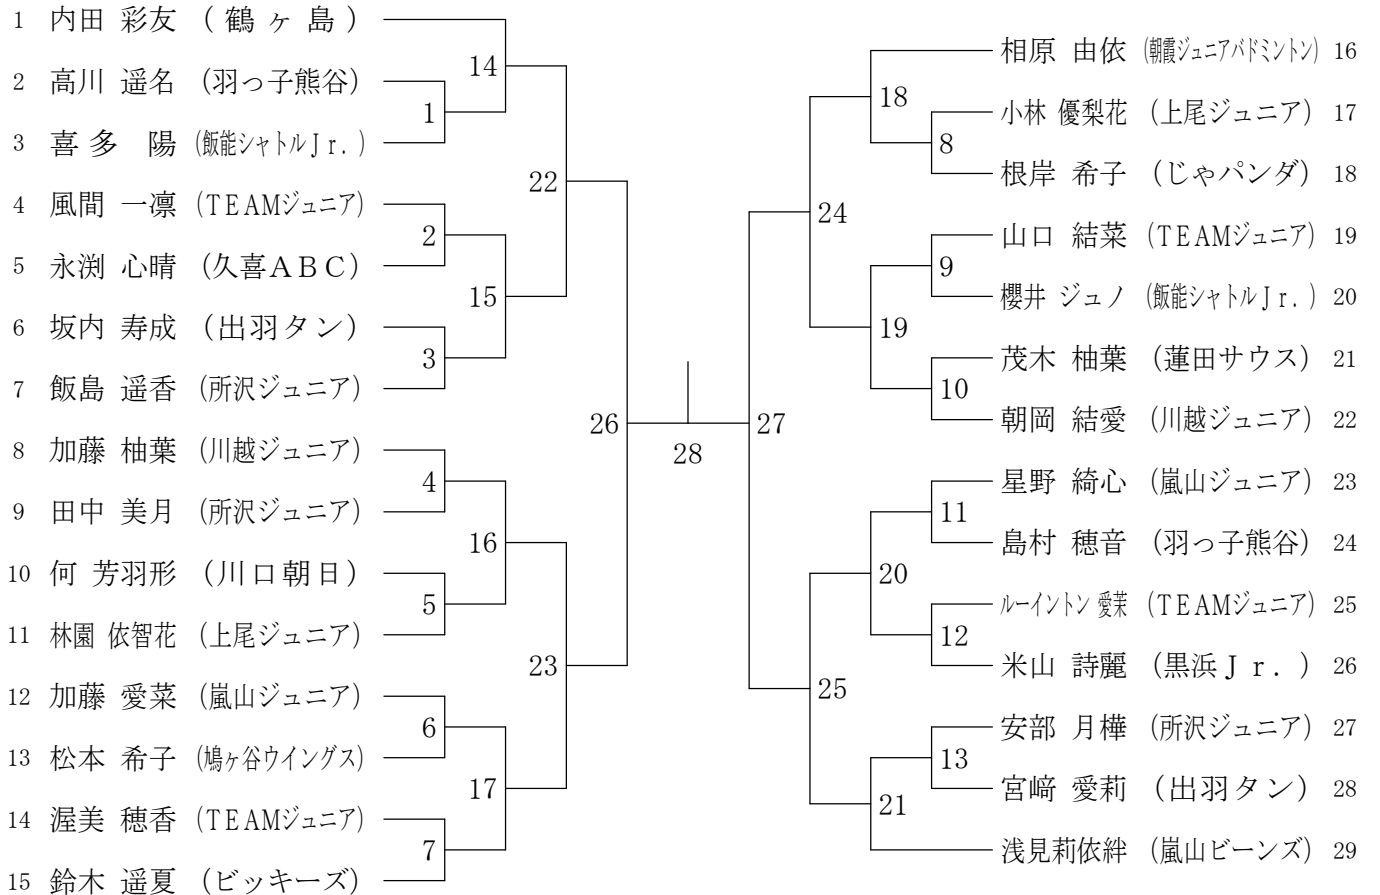 1 内田 彩友 （ 鶴 ヶ 島 ）
2 高川 遥名 （羽っ子熊谷）
3 喜 多 陽 （飯能シャトルＪｒ．）
4 風間 一凛 （ＴＥＡＭジュニア）
5 永渕 心晴 （久喜ＡＢＣ）
6 坂内 寿成 （出羽タン）
7 飯島 遥香 （所沢ジュニア）
8 加藤 柚葉 （川越ジュニア）
9 田中 美月 （所沢ジュニア）
10 何 芳羽形 （川口朝日）
11 林園 依智花 （上尾ジュニア）
12 加藤 愛菜 （嵐山ジュニア）
13 松本 希子 （鳩ヶ谷ウイングス）
14 渥美 穂香 （ＴＥＡＭジュニア）
15 鈴木 遥夏 （ビッキーズ）
1
2
3
4
5
6
7
14
15
16
17
22
23
26
28
27
24
25
18
19
20
21
8
9
10
11
12
13
相原 由依 （朝霞ジュニアバドミントン） 16
小林 優梨花 （上尾ジュニア） 17
根岸 希子 （じゃパンダ） 18
山口 結菜 （ＴＥＡＭジュニア） 19
櫻井 ジュノ （飯能シャトルＪｒ．） 20
茂木 柚葉 （蓮田サウス） 21
朝岡 結愛 （川越ジュニア） 22
星野 綺心 （嵐山ジュニア） 23
島村 穂音 （羽っ子熊谷） 24
ルーイントン 愛茉 （ＴＥＡＭジュニア） 25
米山 詩麗 （黒浜Ｊｒ．） 26
安部 月樺 （所沢ジュニア） 27
宮﨑 愛莉 （出羽タン） 28
浅見莉依絆 （嵐山ビーンズ） 29